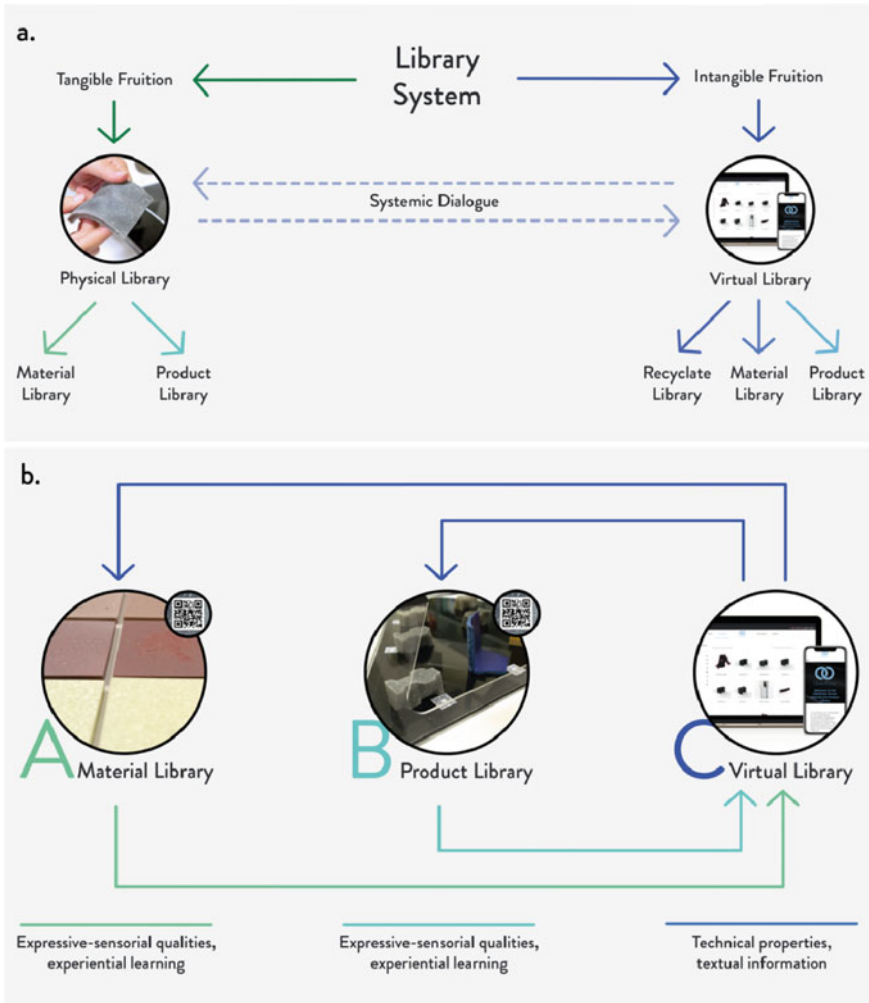 a.
Library
System
Tangible Fruition
Intangible Fruition
Systemic Dialogue
Physical Library
Virtual Library
Material
Library
Product
Library
Recyclate
Library
Material
Library
Product
Library
b.
A Material Library
B Product Library
C Virtual Library
Expressive-sensorial qualities,
experiential learning
Expressive-sensorial qualities,
experiential learning
Technical properties,
textual information